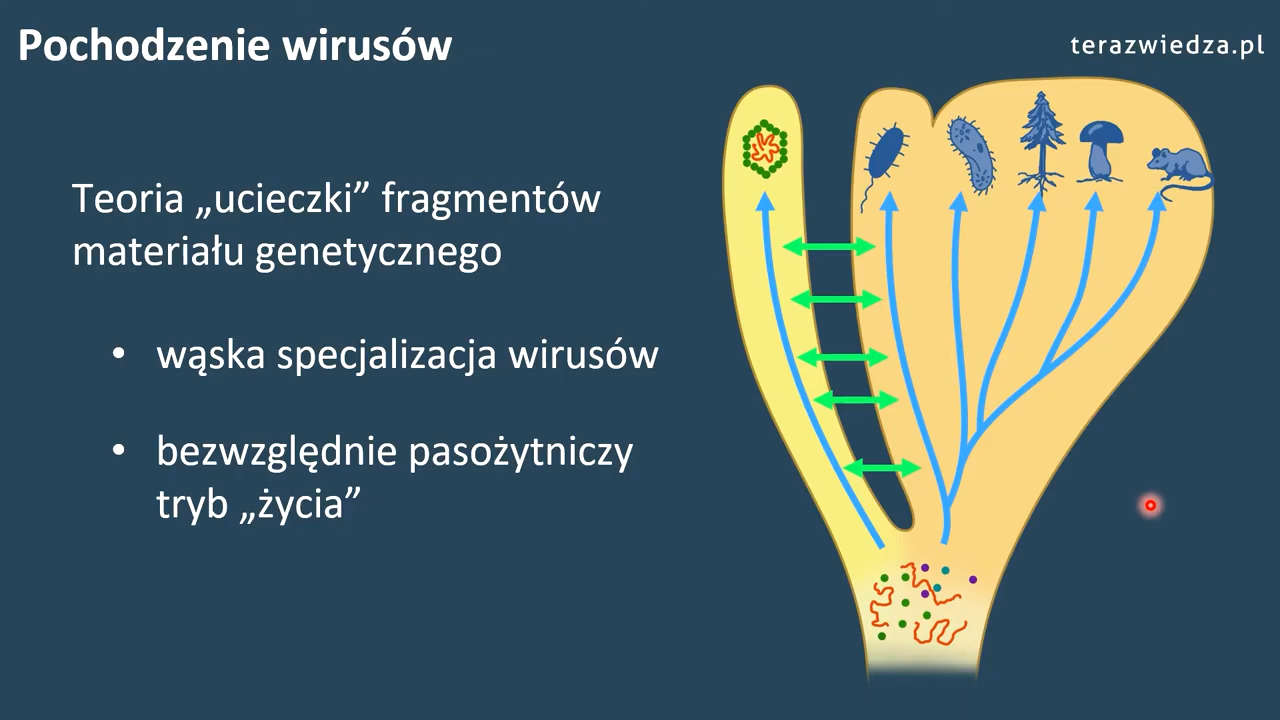 Pochodzenie wirusów
terazwiedza.pl
Teoria „ucieczki” fragmentów
materiału genetycznego
• wąska specjalizacja wirusów
• bezwzględnie pasożytniczy
tryb „życia”